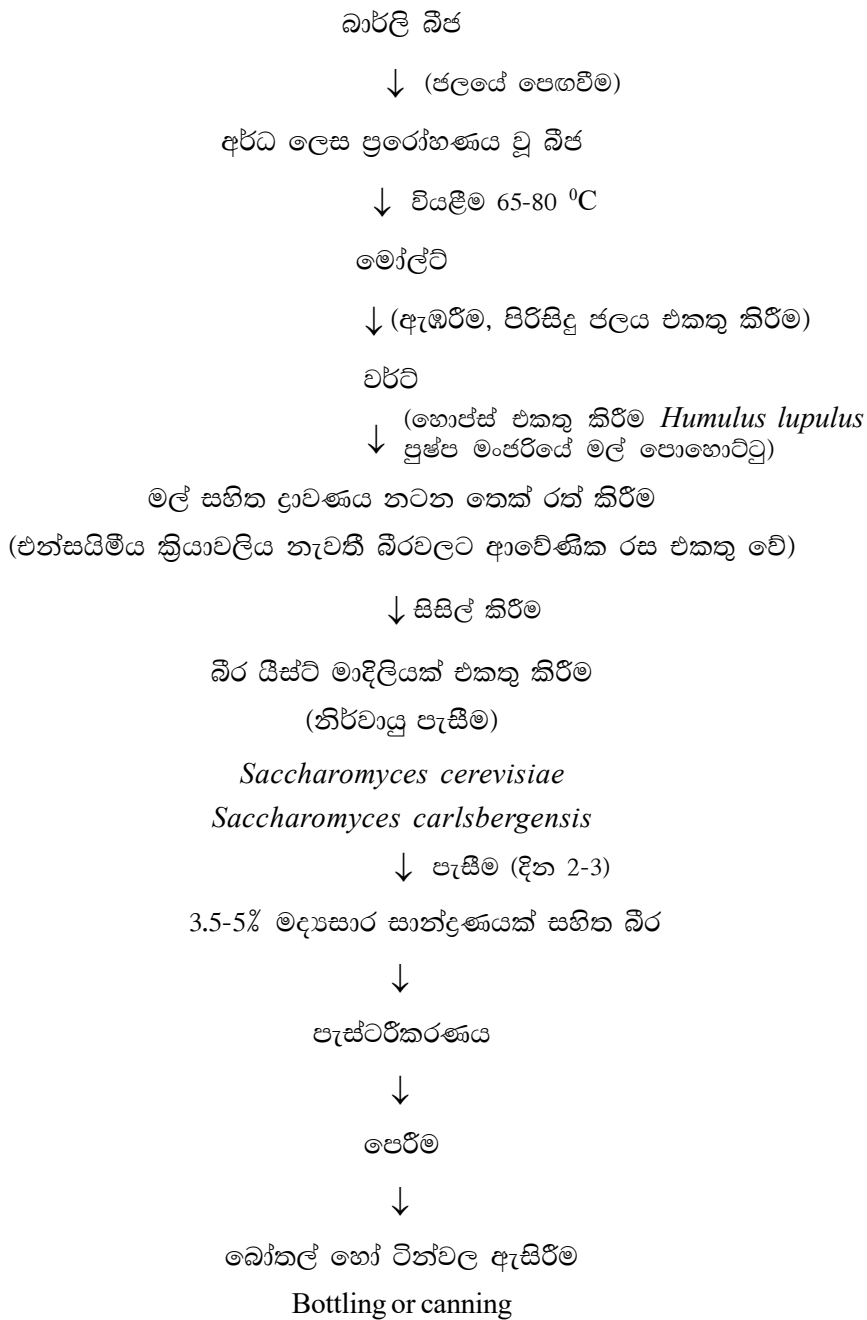 බාර්ලි බීජ
↓ (ජලයේ පෙඟවීම)
අර්ධ ලෙස ප්‍රරෝහණය වූ බීජ
↓ වියළීම 65-80 ⁰C
මෝල්ට්
↓ (ඇඹරීම, පිරිසිදු ජලය එකතු කිරීම)
වර්ට්
↓ (හොප්ස් එකතු කිරීම Humulus lupulus
පුෂ්ප මංජරියේ මල් පොහොට්ටු)
මල් සහිත ද්‍රාවණය නටන තෙක් රත් කිරීම
(එන්සයිමීය ක්‍රියාවලිය නැවතී බීරවලට ආවේණික රස එකතු වේ)
↓ සිසිල් කිරීම
බීර යීස්ට් මාදිලියක් එකතු කිරීම
(නිර්වායු පැසීම)
Saccharomyces cerevisiae
Saccharomyces carlsbergensis
↓ පැසීම (දින 2-3)
3.5-5% මද්‍යසාර සාන්ද්‍රණයක් සහිත බීර
↓
පැස්ටරීකරණය
↓
පෙරීම
↓
බෝතල් හෝ ටින්වල ඇසිරීම
Bottling or canning